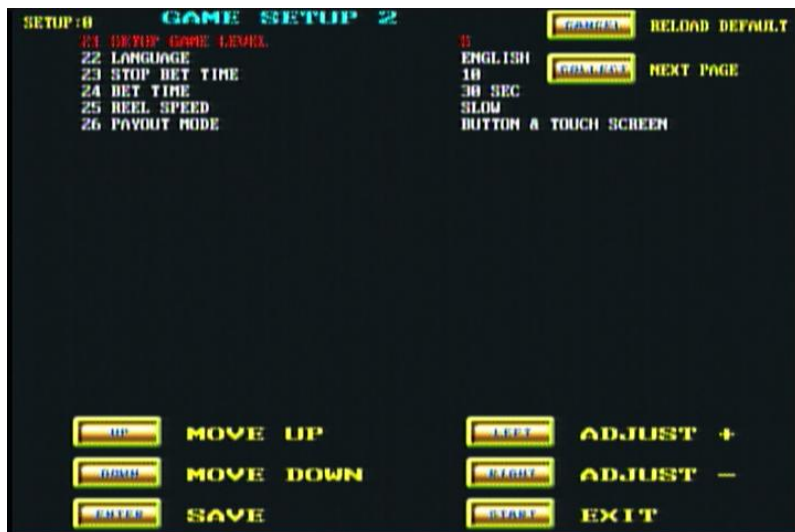 SETUP:0 GAME SETUP 2 CANCEL RELOAD DEFAULT
21 SETUP GAME LEVEL
22 LANGUAGE ENGLISH COLLECT NEXT PAGE
23 STOP BET TIME 10
24 BET TIME 30 SEC
25 REEL SPEED SLOW
26 PAYOUT MODE BUTTON & TOUCH SCREEN
UP MOVE UP LEFT ADJUST +
DOWN MOVE DOWN RIGHT ADJUST -
ENTER SAVE START EXIT